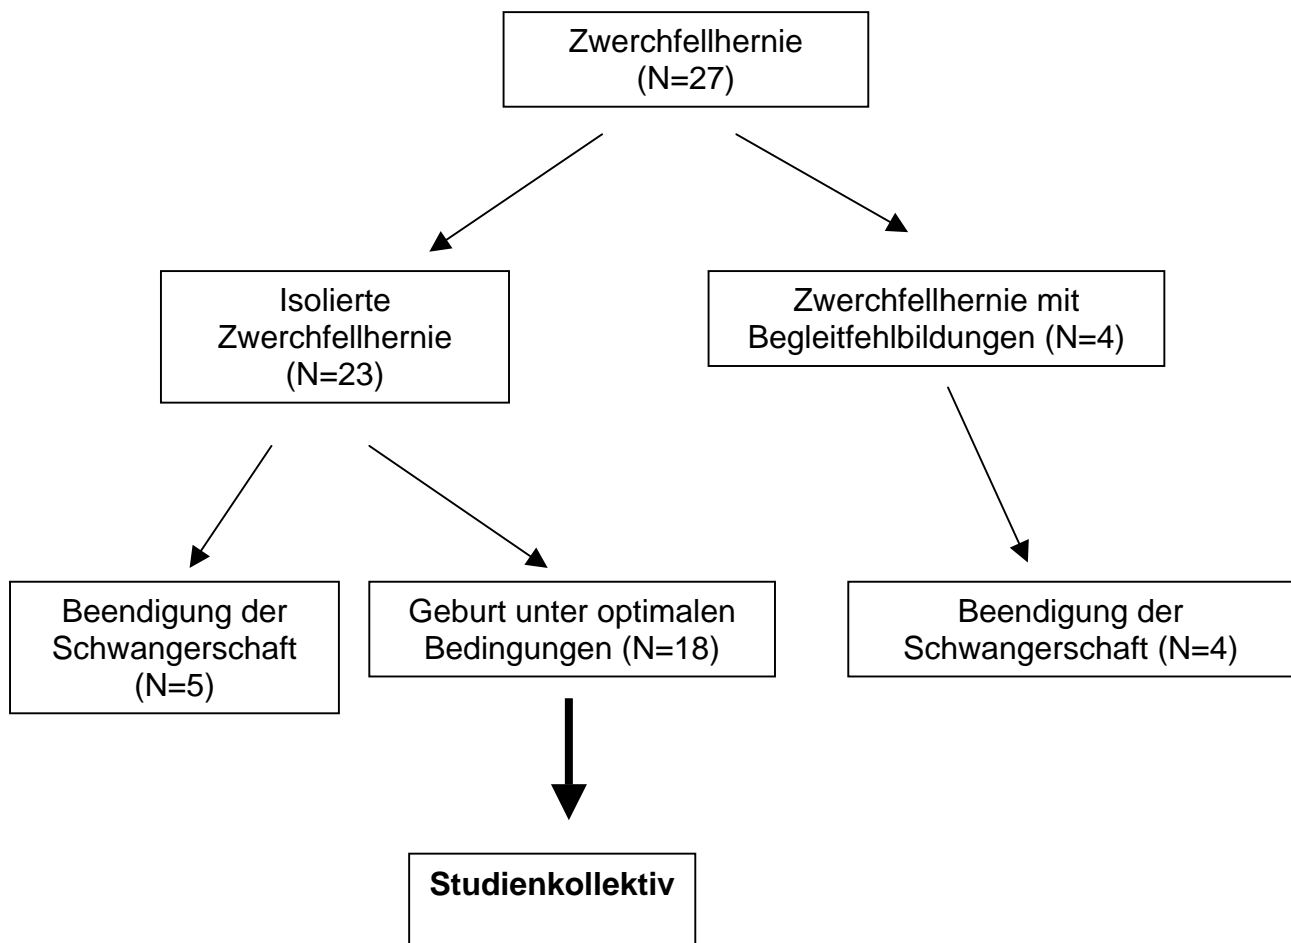 Zwerchfellhernie
(N=27)
Isolierte
Zwerchfellhernie
(N=23)
Zwerchfellhernie mit
Begleitfehlbildungen (N=4)
Beendigung der
Schwangerschaft
(N=5)
Geburt unter optimalen
Bedingungen (N=18)
Beendigung der
Schwangerschaft (N=4)
Studienkollektiv